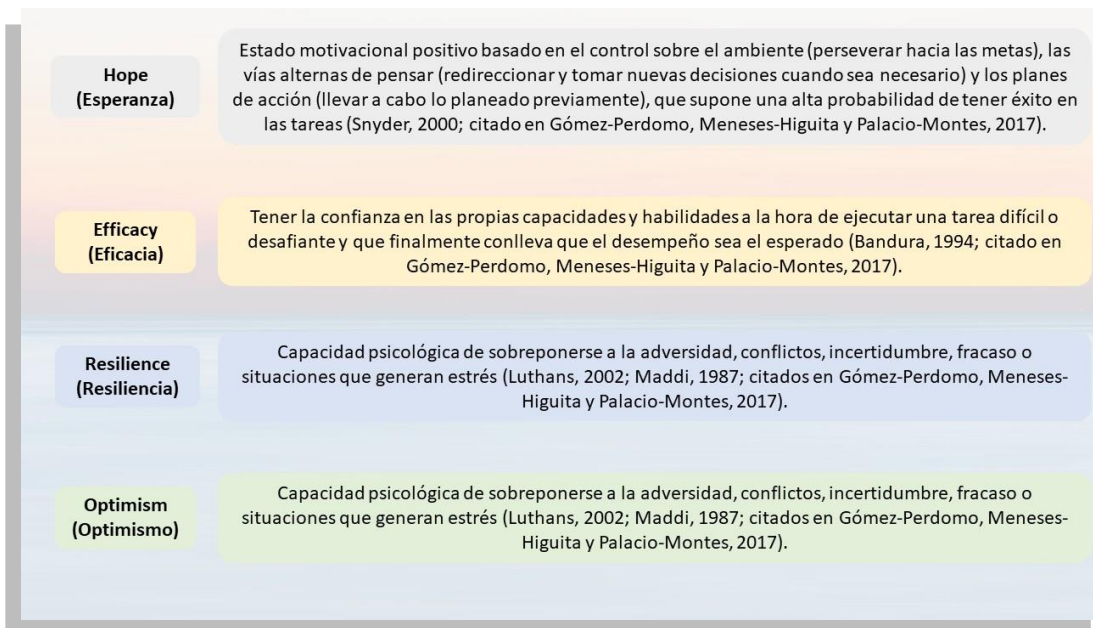 Hope
(Esperanza)
Estado motivacional positivo basado en el control sobre el ambiente (perseverar hacia las metas), las
vías alternas de pensar (redireccionar y tomar nuevas decisiones cuando sea necesario) y los planes
de acción (llevar a cabo lo planeado previamente), que supone una alta probabilidad de tener éxito en
las tareas (Snyder, 2000; citado en Gómez-Perdomo, Meneses-Higuita y Palacio-Montes, 2017).
Efficacy
(Eficacia)
Tener la confianza en las propias capacidades y habilidades a la hora de ejecutar una tarea difícil o
desafiante y que finalmente conlleva que el desempeño sea el esperado (Bandura, 1994; citado en
Gómez-Perdomo, Meneses-Higuita y Palacio-Montes, 2017).
Resilience
(Resiliencia)
Capacidad psicológica de sobreponerse a la adversidad, conflictos, incertidumbre, fracaso o
situaciones que generan estrés (Luthans, 2002; Maddi, 1987; citados en Gómez-Perdomo, Meneses-
Higuita y Palacio-Montes, 2017).
Optimism
(Optimismo)
Capacidad psicológica de sobreponerse a la adversidad, conflictos, incertidumbre, fracaso o
situaciones que generan estrés (Luthans, 2002; Maddi, 1987; citados en Gómez-Perdomo, Meneses-
Higuita y Palacio-Montes, 2017).